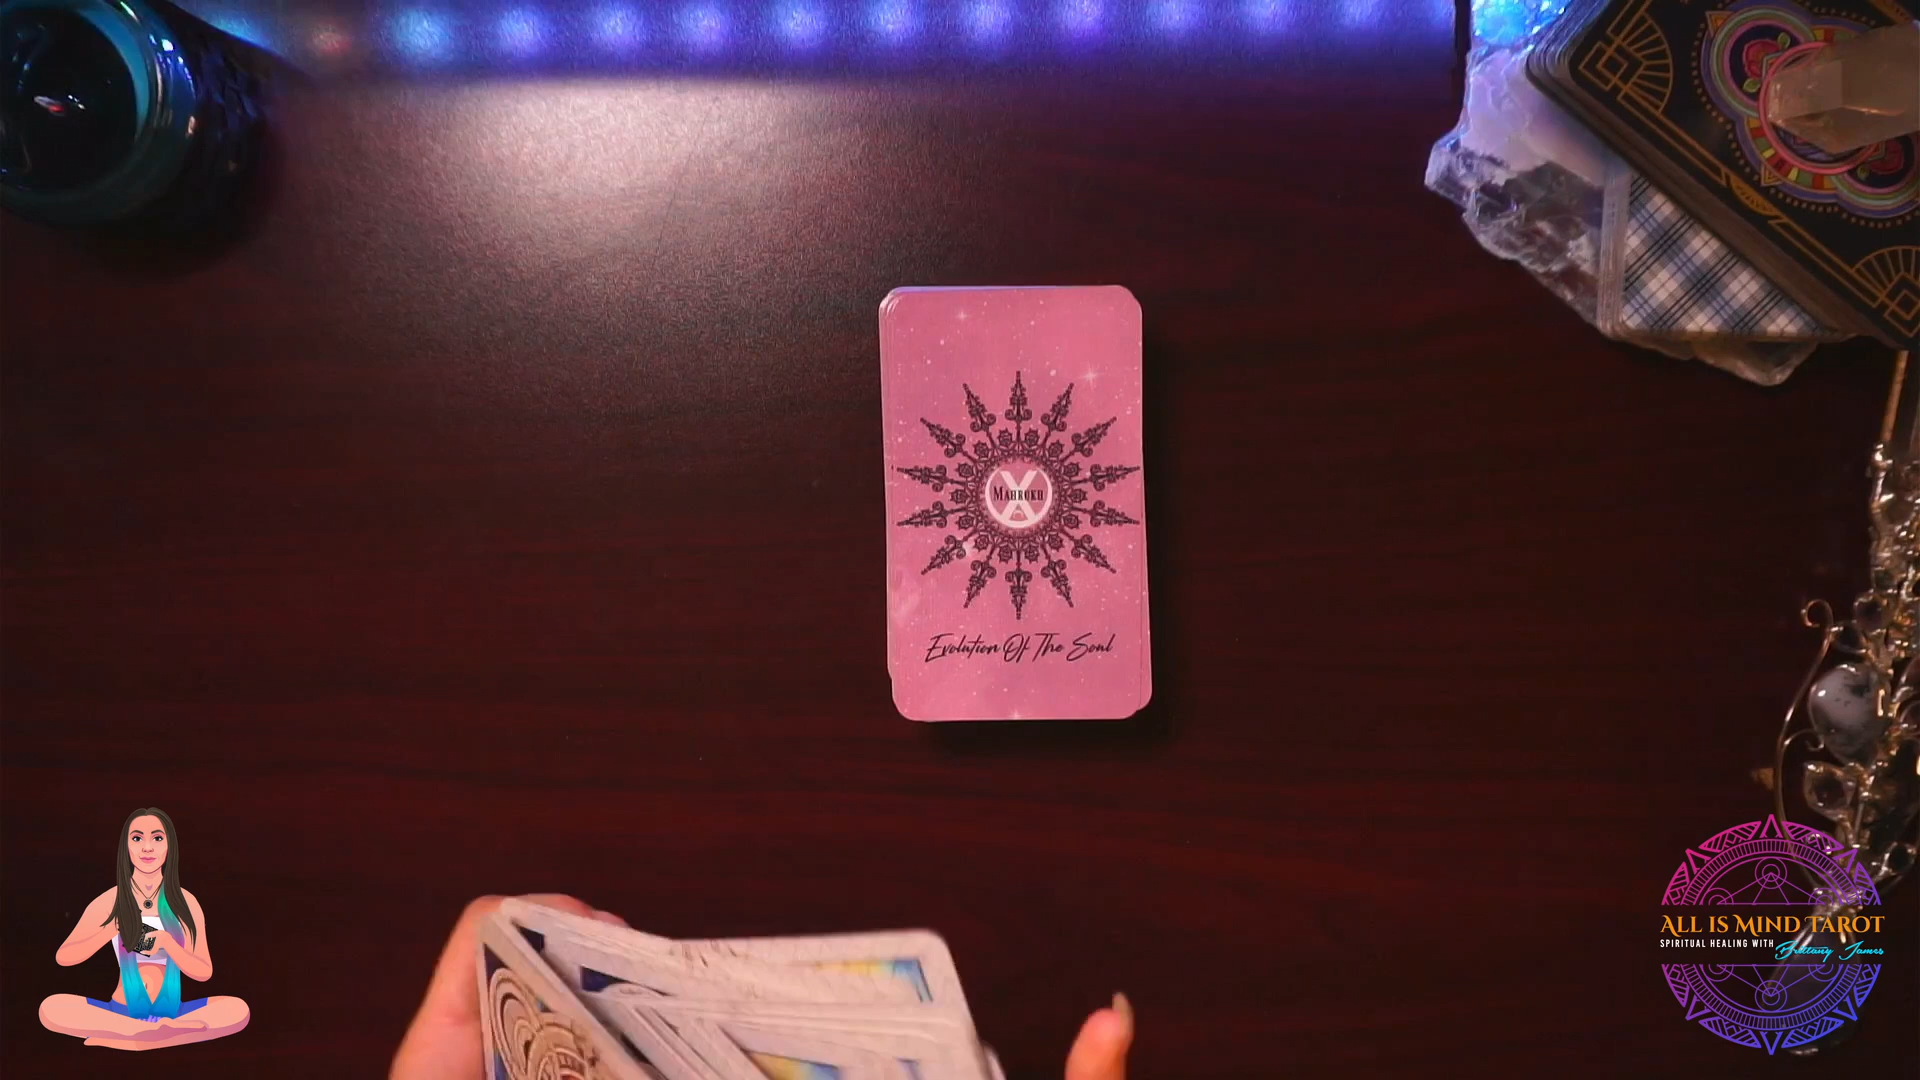 MAHROKH
Evolution Of The Soul
ALL IS MIND TAROT
SPIRITUAL HEALING WITH
Brittany James